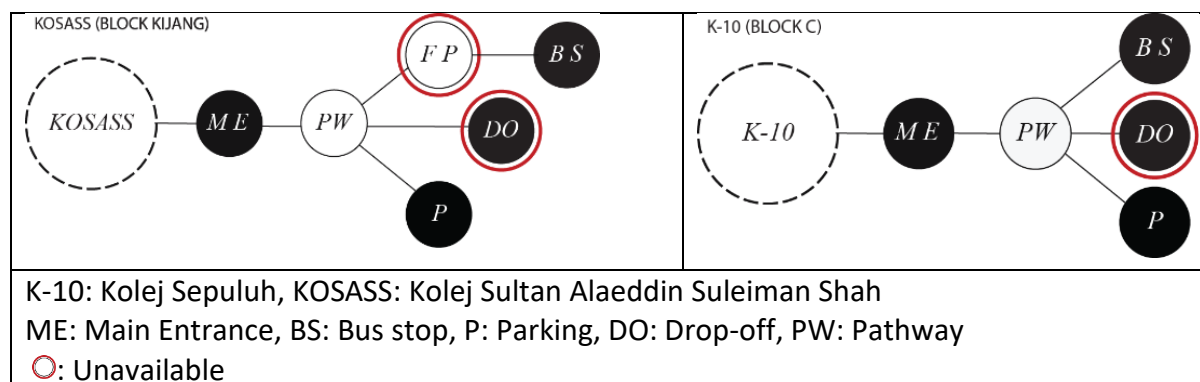 KOSASS (BLOCK KIJANG)
KOSASS
M E
PW
F P
B S
DO
P
K-10 (BLOCK C)
K-10
M E
PW
B S
DO
P
K-10: Kolej Sepuluh, KOSASS: Kolej Sultan Alaeddin Suleiman Shah
ME: Main Entrance, BS: Bus stop, P: Parking, DO: Drop-off, PW: Pathway
: Unavailable